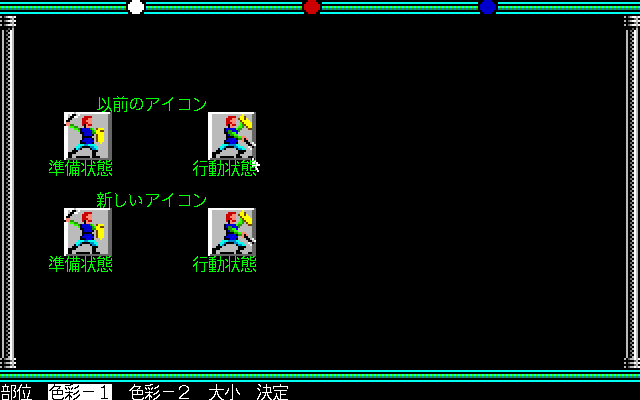 以前のアイコン
準備状態 行動状態
新しいアイコン
準備状態 行動状態
部位 色彩－１ 色彩－２ 大小 決定